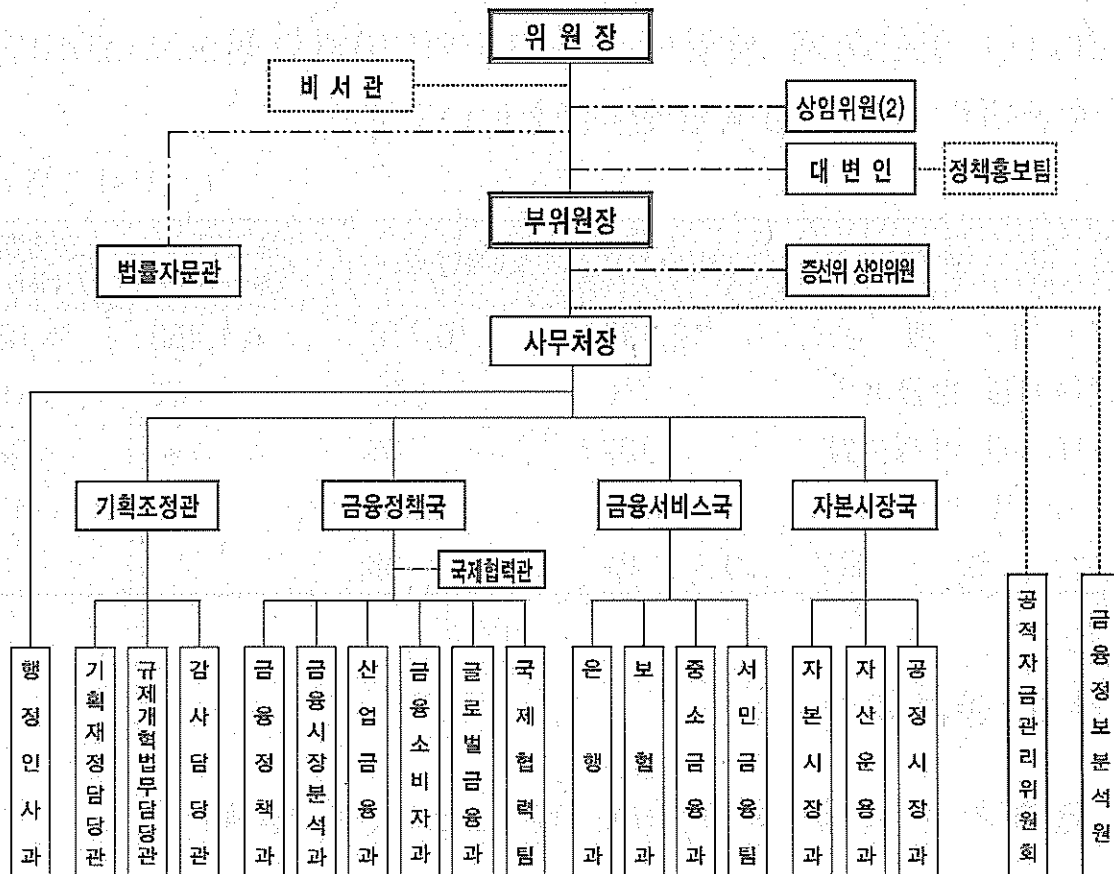 위 원 장
비 서 관
상임위원(2)
대 변 인
정책홍보팀
부위원장
법률자문관
증선위 상임위원
사무처장
기획조정관
금융정책국
금융서비스국
자본시장국
국제협력관
행정인사과
기획재정담당관
규제개혁법무담당관
감사담당관
금융정책과
금융시장분석과
산업금융과
금융소비자과
글로벌금융과
국제협력팀
은행과
보험과
중소금융과
서민금융팀
자본시장과
자산운용과
공정시장과
공적자금관리위원회
금융정보분석원